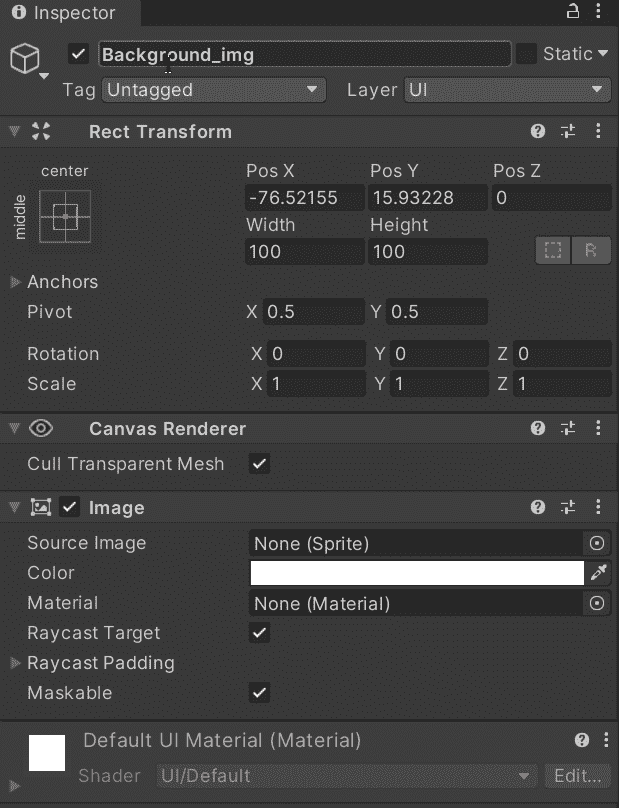 Inspector
Background_img
Static
Tag Untagged Layer UI
Rect Transform
center
middle
Pos X Pos Y Pos Z
-76.52155 15.93228 0
Width Height
100 100
R
Anchors
Pivot X 0.5 Y 0.5
Rotation X 0 Y 0 Z 0
Scale X 1 Y 1 Z 1
Canvas Renderer
Cull Transparent Mesh
Image
Source Image None (Sprite)
Color
Material None (Material)
Raycast Target
Raycast Padding
Maskable
Default UI Material (Material)
Shader UI/Default Edit...